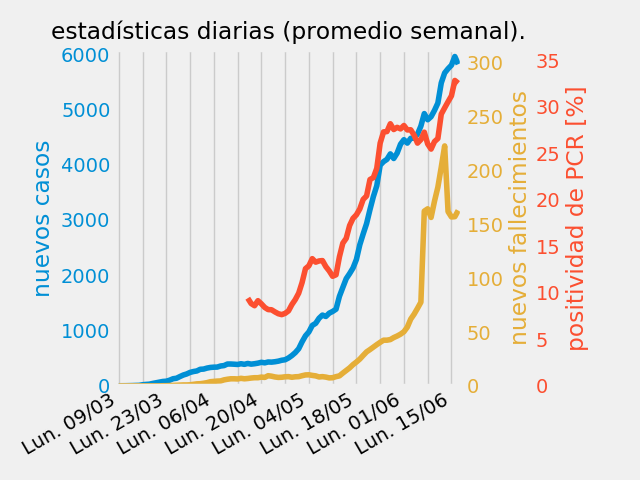 estadísticas diarias (promedio semanal).
6000
5000
4000
3000
2000
1000
0
nuevos casos
300
250
200
150
100
50
0
nuevos fallecimientos
35
30
25
20
15
10
5
0
positividad de PCR [%]
Lun. 09/03
Lun. 23/03
Lun. 06/04
Lun. 20/04
Lun. 04/05
Lun. 18/05
Lun. 01/06
Lun. 15/06